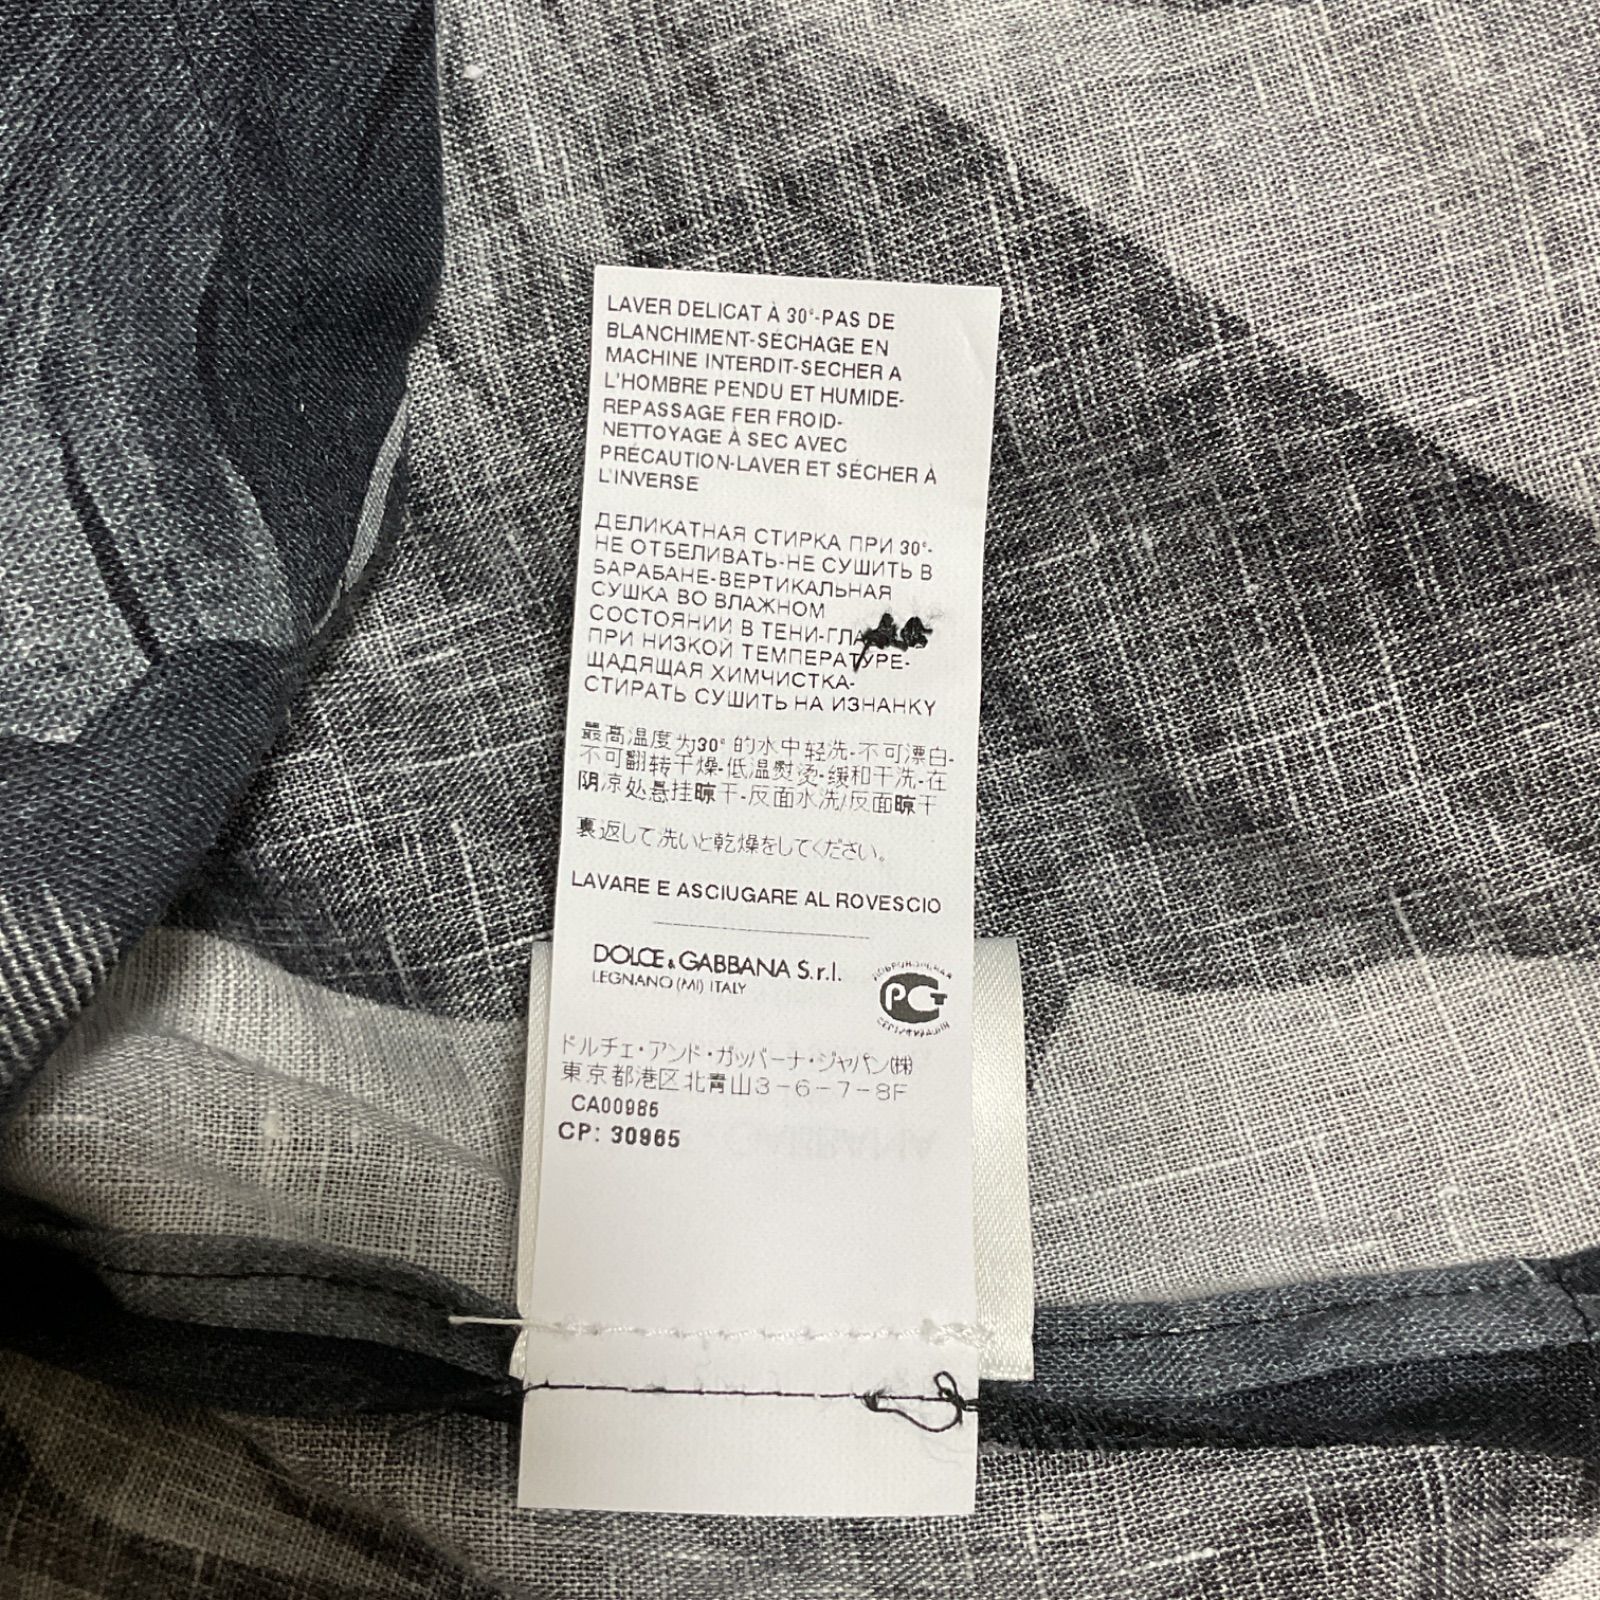 LAVER DELICAT À 30°-PAS DE
BLANCHIMENT-SÉCHAGE EN
MACHINE INTERDIT-SECHER A
L'HOMBRE PENDU ET HUMIDE-
REPASSAGE FER FROID-
NETTOYAGE À SEC AVEC
PRÉCAUTION-LAVER ET SÉCHER À
L'INVERSE
ДЕЛИКАТНАЯ СТИРКА ПРИ 30°-
НЕ ОТБЕЛИВАТЬ-НЕ СУШИТЬ В
БАРАБАНЕ-ВЕРТИКАЛЬНАЯ
СУШКА ВО ВЛАЖНОМ
СОСТОЯНИИ В ТЕНИ-
ПРИ НИЗКОЙ ТЕМПЕРАТУРЕ-
ЩАДЯЩАЯ ХИМЧИСТКА-
СТИРАТЬ СУШИТЬ НА ИЗНАНКУ
最高温度为30° 的水中轻洗-不可漂白-
不可翻转干燥-低温熨烫-缓和干洗-在
阴凉处悬挂晾干-反面水洗/反面晾干
裏返して洗いと乾燥をしてください。
LAVARE E ASCIUGARE AL ROVESCIO
DOLCE & GABBANA S.r.l.
LEGNANO (MI) ITALY
РСТ
ドルチェ・アンド・ガッバーナ・ジャパン(株)
東京都港区北青山3-6-7-8F
CA00985
CP: 30965